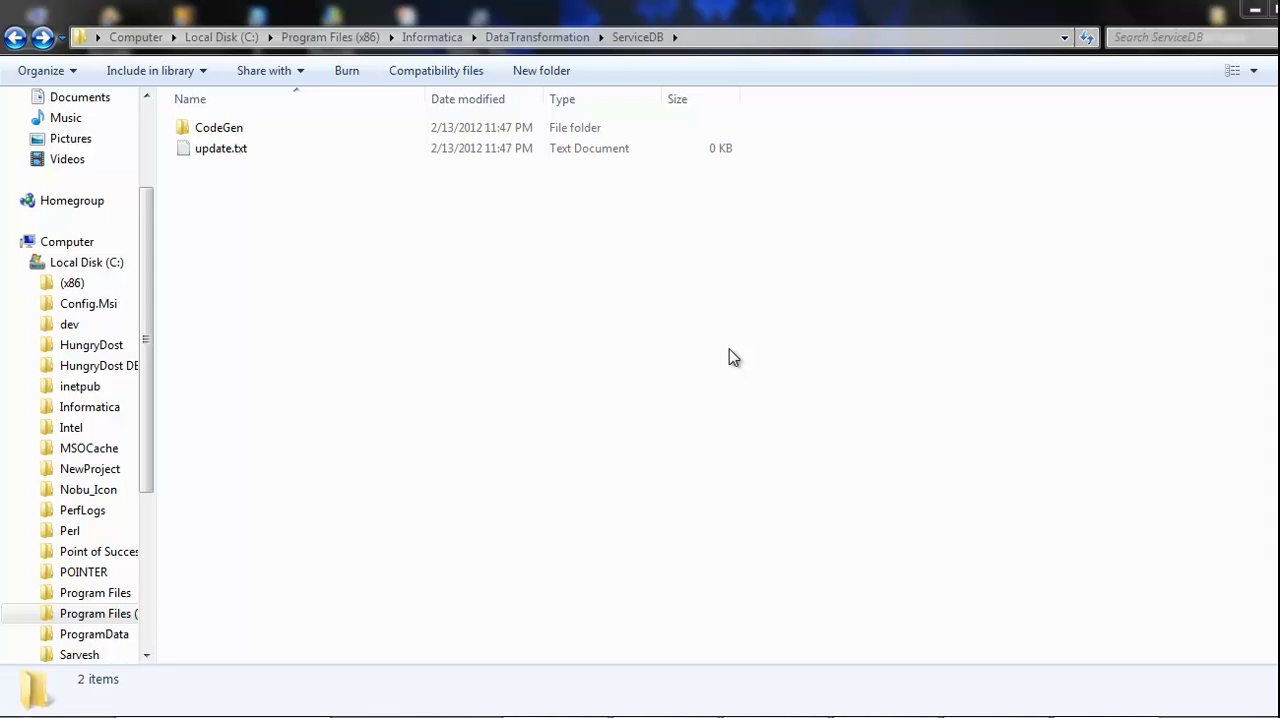 Computer Local Disk (C:) Program Files (x86) Informatica DataTransformation ServiceDB Search ServiceDB
Organize Include in library Share with Burn Compatibility files New folder
Name Date modified Type Size
CodeGen 2/13/2012 11:47 PM File folder
update.txt 2/13/2012 11:47 PM Text Document 0 KB
Documents
Music
Pictures
Videos
Homegroup
Computer
Local Disk (C:)
(x86)
Config.Msi
dev
HungryDost
HungryDost DB
inetpub
Informatica
Intel
MSOCache
NewProject
Nobu_Icon
PerfLogs
Perl
Point of Succes
POINTER
Program Files
Program Files (
ProgramData
Sarvesh
2 items